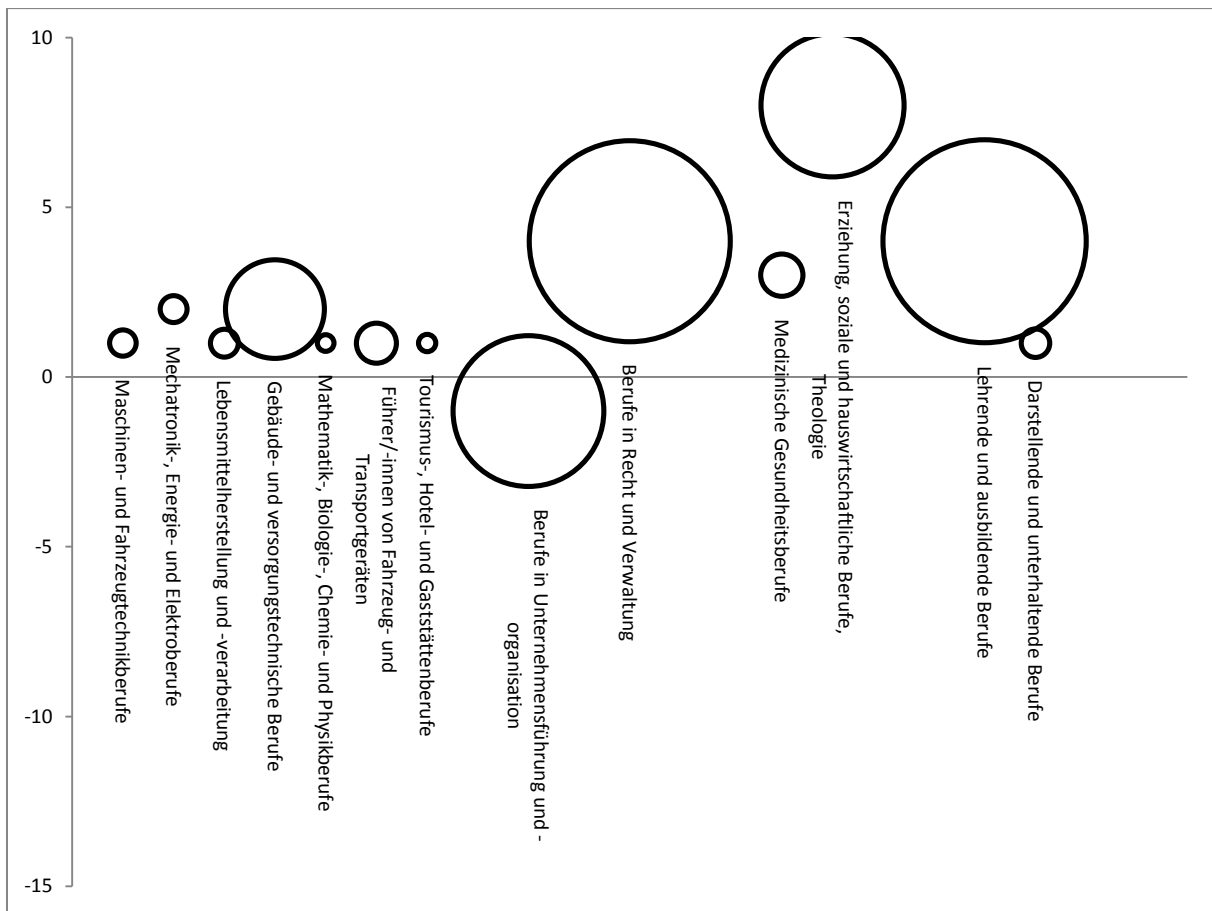 10
5
0
-5
-10
-15
Maschinen- und Fahrzeugtechnikberufe
Mechatronik-, Energie- und Elektroberufe
Lebensmittelherstellung und -verarbeitung
Gebäude- und versorgungstechnische Berufe
Mathematik-, Biologie-, Chemie- und Physikberufe
Führer/-innen von Fahrzeug- und
Transportgeräten
Tourismus-, Hotel- und Gaststättenberufe
Berufe in Unternehmensführung und -
organisation
Berufe in Recht und Verwaltung
Medizinische Gesundheitsberufe
Erziehung, soziale und hauswirtschaftliche Berufe,
Theologie
Lehrende und ausbildende Berufe
Darstellende und unterhaltende Berufe